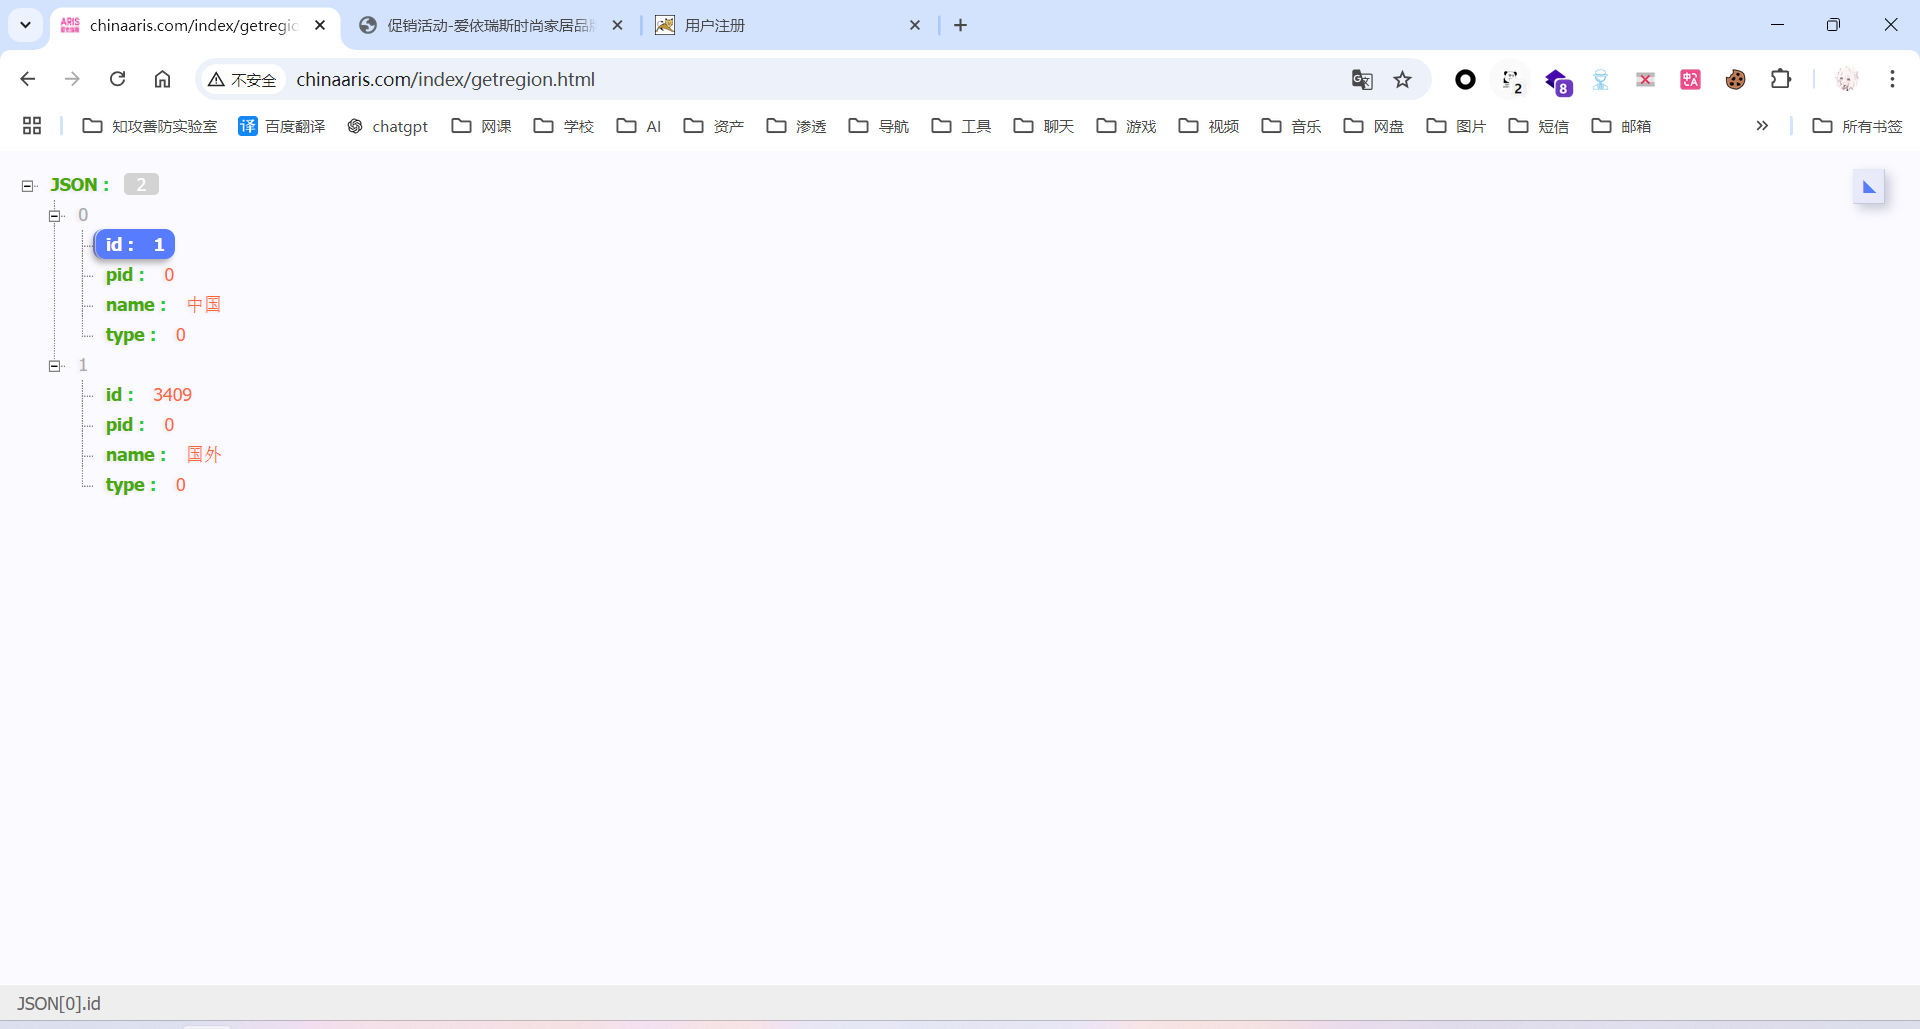 ARIS
chinaaris.com/index/getregic
促销活动-爱依瑞斯时尚家居品牌
用户注册
不安全
chinaaris.com/index/getregion.html
2
8
知攻善防实验室
译
百度翻译
chatgpt
网课
学校
AI
资产
渗透
导航
工具
聊天
游戏
视频
音乐
网盘
图片
短信
邮箱
所有书签
JSON : 2
0
id : 1
pid : 0
name : 中国
type : 0
1
id : 3409
pid : 0
name : 国外
type : 0
JSON[0].id